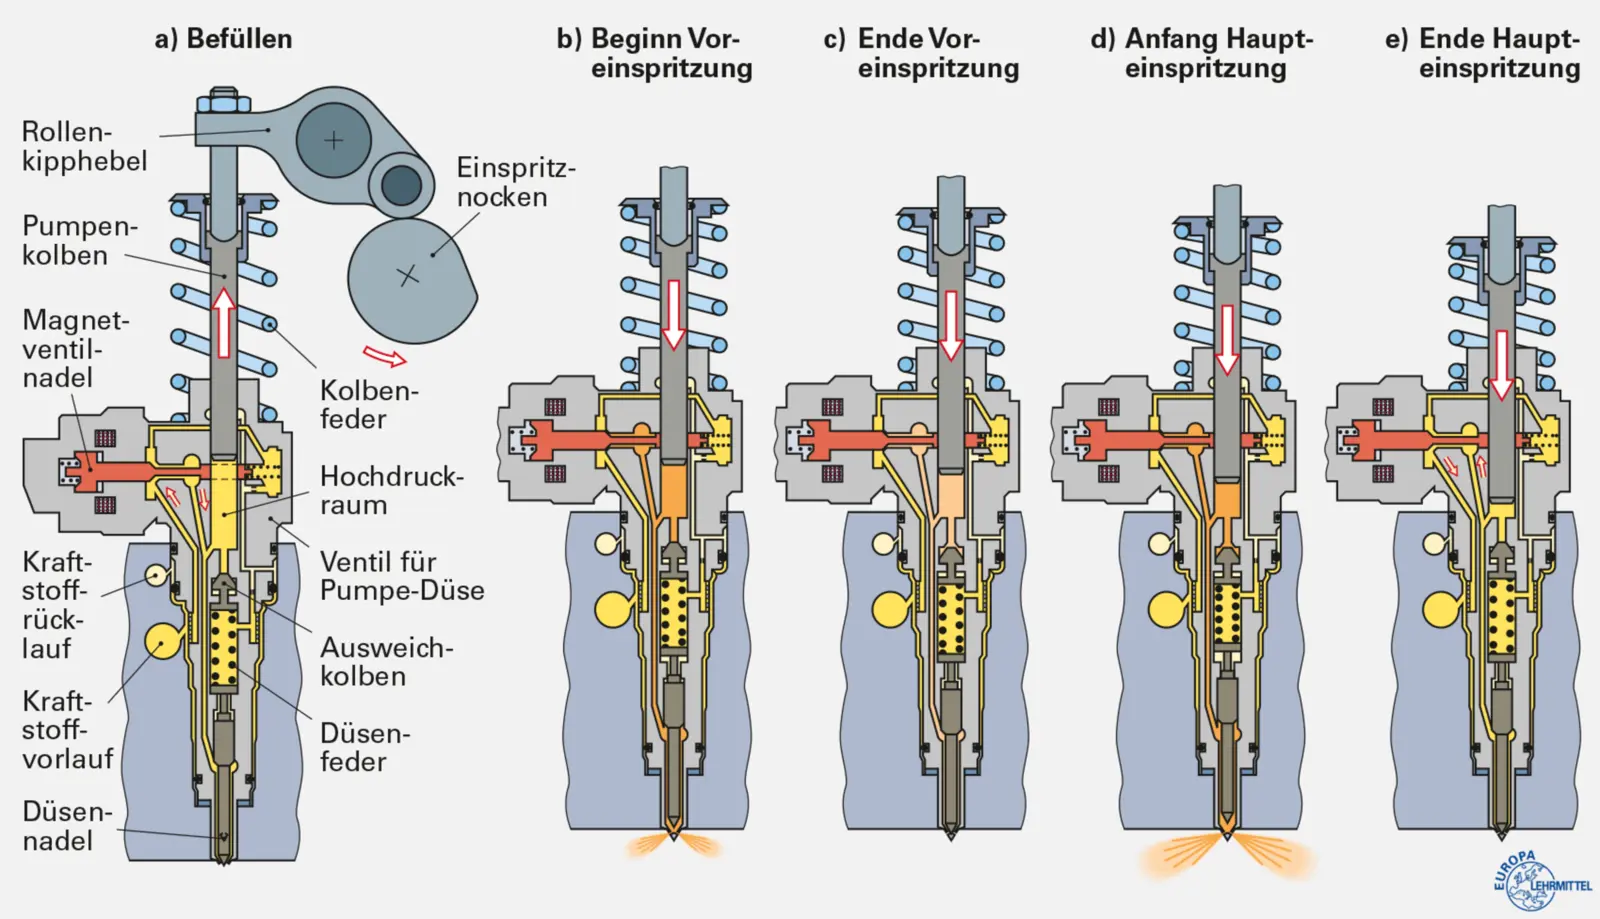 a) Befüllen
b) Beginn Vor-
einspritzung
c) Ende Vor-
einspritzung
d) Anfang Haupt-
einspritzung
e) Ende Haupt-
einspritzung
Rollen-
kipphebel
Einspritz-
nocken
Pumpen-
kolben
Magnet-
ventil-
nadel
Kolben-
feder
Hochdruck-
raum
Ventil für
Pumpe-Düse
Kraft-
stoff-
rück-
lauf
Ausweich-
kolben
Kraft-
stoff-
vorlauf
Düsen-
feder
Düsen-
nadel
EUROPA
LEHRMITTEL